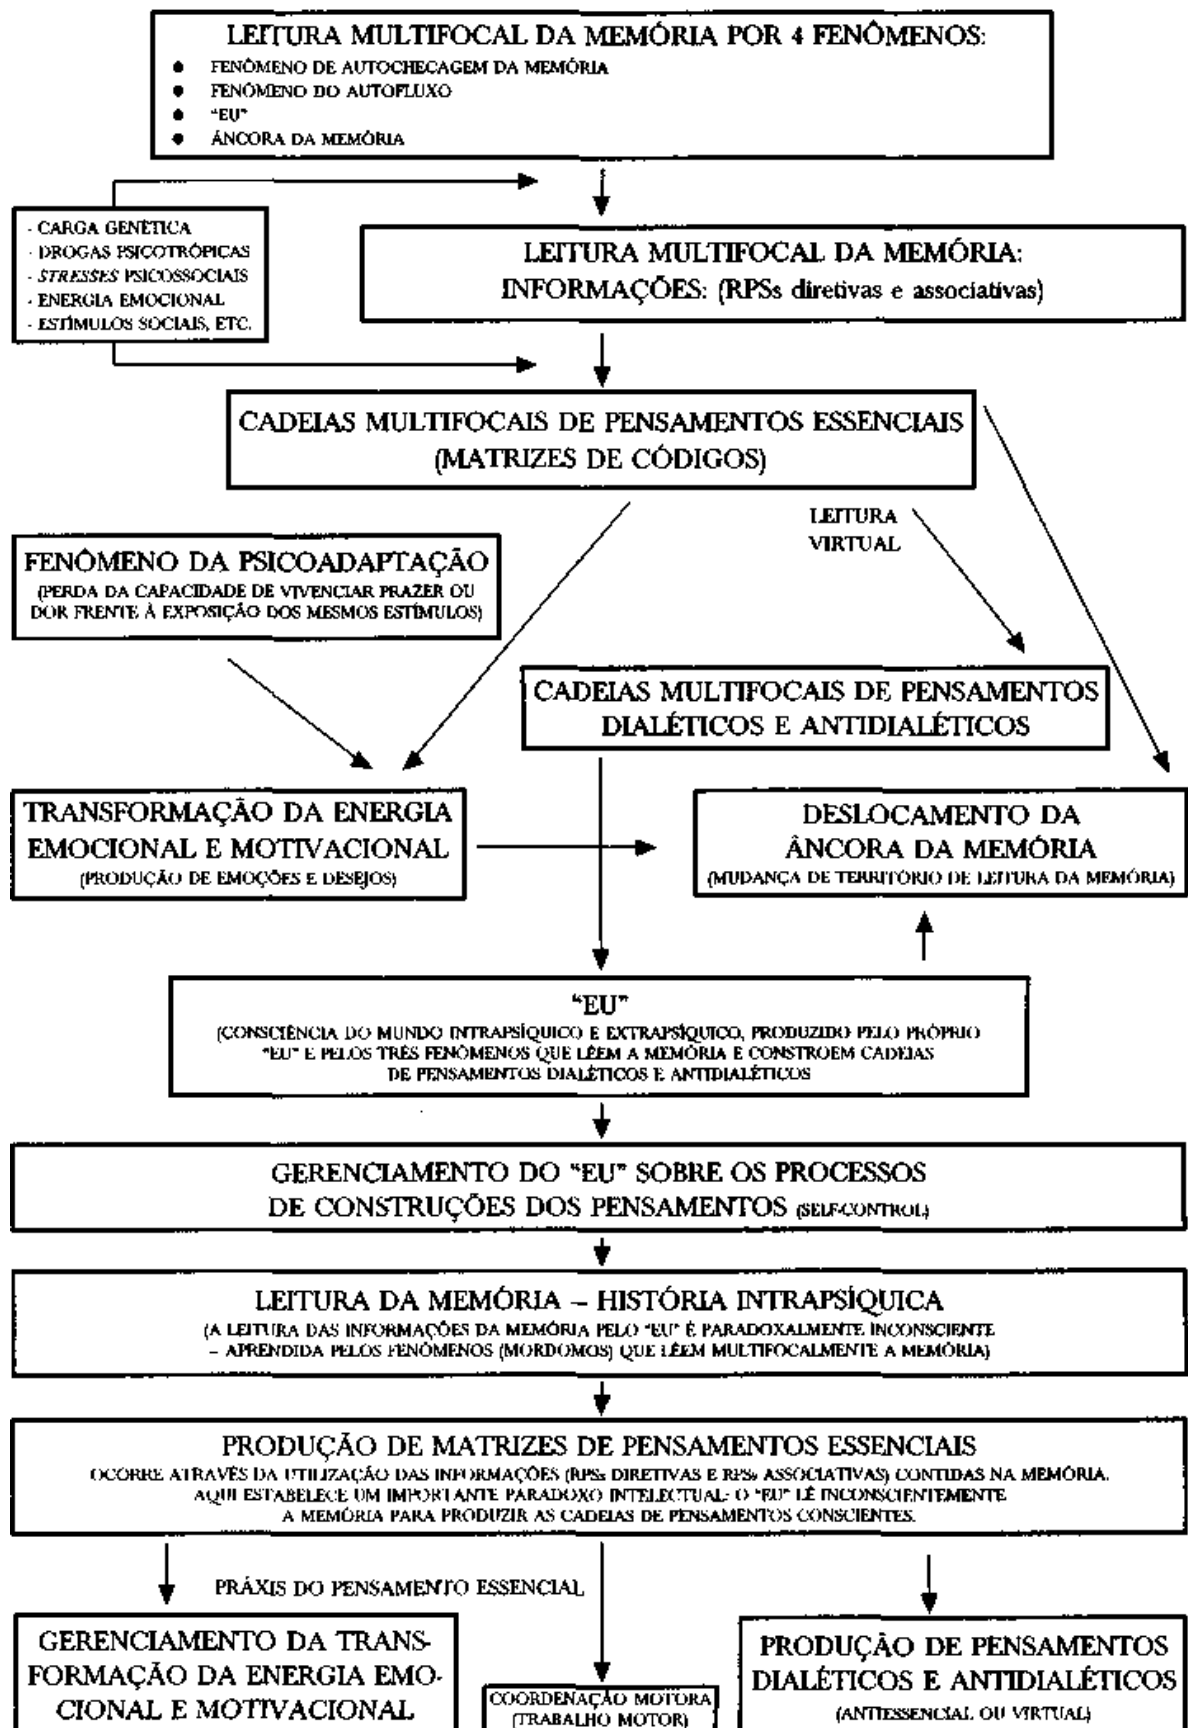 LEITURA MULTIFOCAL DA MEMÓRIA POR 4 FENÔMENOS:
● FENÔMENO DE AUTOCHECAGEM DA MEMÓRIA
● FENÔMENO DO AUTOFLUXO
● "EU"
● ÂNCORA DA MEMÓRIA
- CARGA GENÉTICA
- DROGAS PSICOTRÓPICAS
- STRESSES PSICOSSOCIAIS
- ENERGIA EMOCIONAL
- ESTÍMULOS SOCIAIS, ETC.
LEITURA MULTIFOCAL DA MEMÓRIA:
INFORMAÇÕES: (RPSs diretivas e associativas)
CADEIAS MULTIFOCAIS DE PENSAMENTOS ESSENCIAIS
(MATRIZES DE CÓDIGOS)
LEITURA
VIRTUAL
FENÔMENO DA PSICOADAPTAÇÃO
(PERDA DA CAPACIDADE DE VIVENCIAR PRAZER OU
DOR FRENTE À EXPOSIÇÃO DOS MESMOS ESTÍMULOS)
CADEIAS MULTIFOCAIS DE PENSAMENTOS
DIALÉTICOS E ANTIDIALÉTICOS
TRANSFORMAÇÃO DA ENERGIA
EMOCIONAL E MOTIVACIONAL
(PRODUÇÃO DE EMOÇÕES E DESEJOS)
DESLOCAMENTO DA
ÂNCORA DA MEMÓRIA
(MUDANÇA DE TERRITÓRIO DE LEITURA DA MEMÓRIA)
"EU"
(CONSCIÊNCIA DO MUNDO INTRAPSÍQUICO E EXTRAPSÍQUICO, PRODUZIDO PELO PRÓPRIO
"EU" E PELOS TRÊS FENÔMENOS QUE LÊEM A MEMÓRIA E CONSTROEM CADEIAS
DE PENSAMENTOS DIALÉTICOS E ANTIDIALÉTICOS
GERENCIAMENTO DO "EU" SOBRE OS PROCESSOS
DE CONSTRUÇÕES DOS PENSAMENTOS (SELF-CONTROL)
LEITURA DA MEMÓRIA – HISTÓRIA INTRAPSÍQUICA
(A LEITURA DAS INFORMAÇÕES DA MEMÓRIA PELO "EU" É PARADOXALMENTE INCONSCIENTE
– APRENDIDA PELOS FENÔMENOS (MORDOMOS) QUE LÊEM MULTIFOCALMENTE A MEMÓRIA)
PRODUÇÃO DE MATRIZES DE PENSAMENTOS ESSENCIAIS
OCORRE ATRAVÉS DA UTILIZAÇÃO DAS INFORMAÇÕES (RPSs DIRETIVAS E RPSs ASSOCIATIVAS) CONTIDAS NA MEMÓRIA.
AQUI ESTABELECE UM IMPORTANTE PARADOXO INTELECTUAL: O "EU" LÊ INCONSCIENTEMENTE
A MEMÓRIA PARA PRODUZIR AS CADEIAS DE PENSAMENTOS CONSCIENTES.
PRÁXIS DO PENSAMENTO ESSENCIAL
GERENCIAMENTO DA TRANS-
FORMAÇÃO DA ENERGIA EMO-
CIONAL E MOTIVACIONAL
COORDENAÇÃO MOTORA
(TRABALHO MOTOR)
PRODUÇÃO DE PENSAMENTOS
DIALÉTICOS E ANTIDIALÉTICOS
(ANTIESSENCIAL OU VIRTUAL)